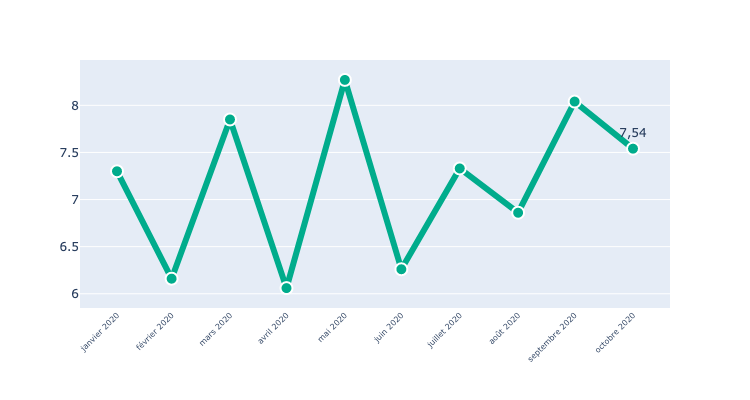 8
7,54
7.5
7
6.5
6
janvier 2020
février 2020
mars 2020
avril 2020
mai 2020
juin 2020
juillet 2020
août 2020
septembre 2020
octobre 2020